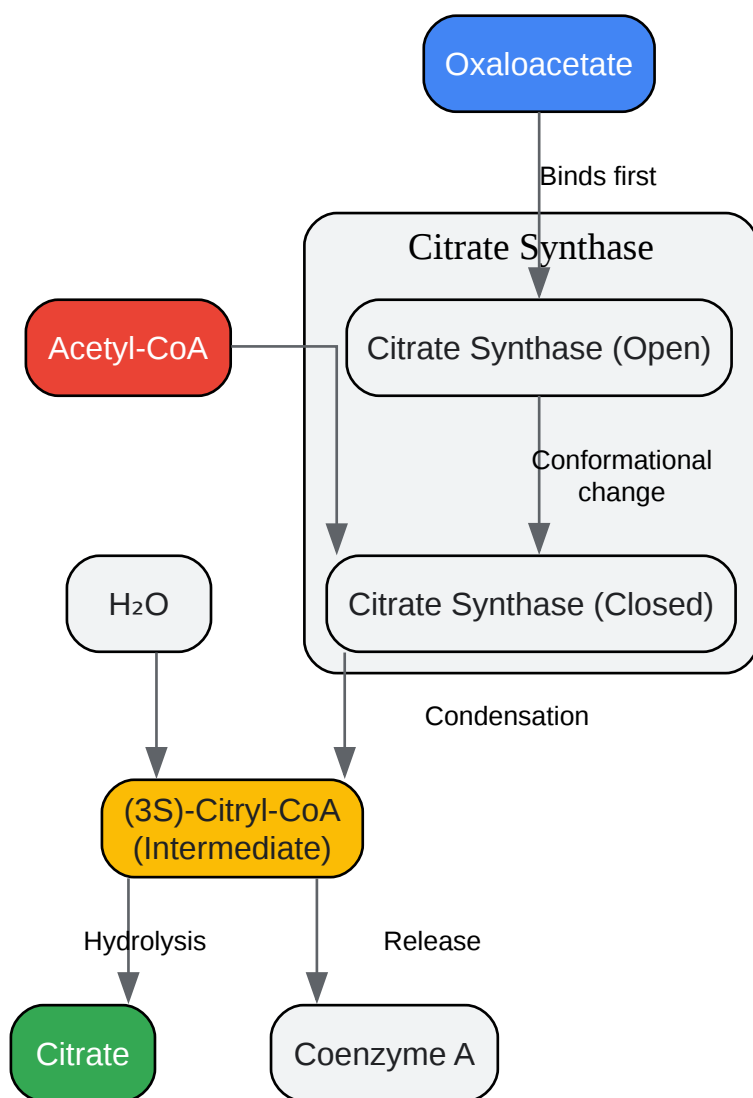 Oxaloacetate
Binds first
Citrate Synthase
Acetyl-CoA
Citrate Synthase (Open)
Conformational
change
H₂O
Citrate Synthase (Closed)
Condensation
(3S)-Citryl-CoA
(Intermediate)
Hydrolysis
Release
Citrate
Coenzyme A